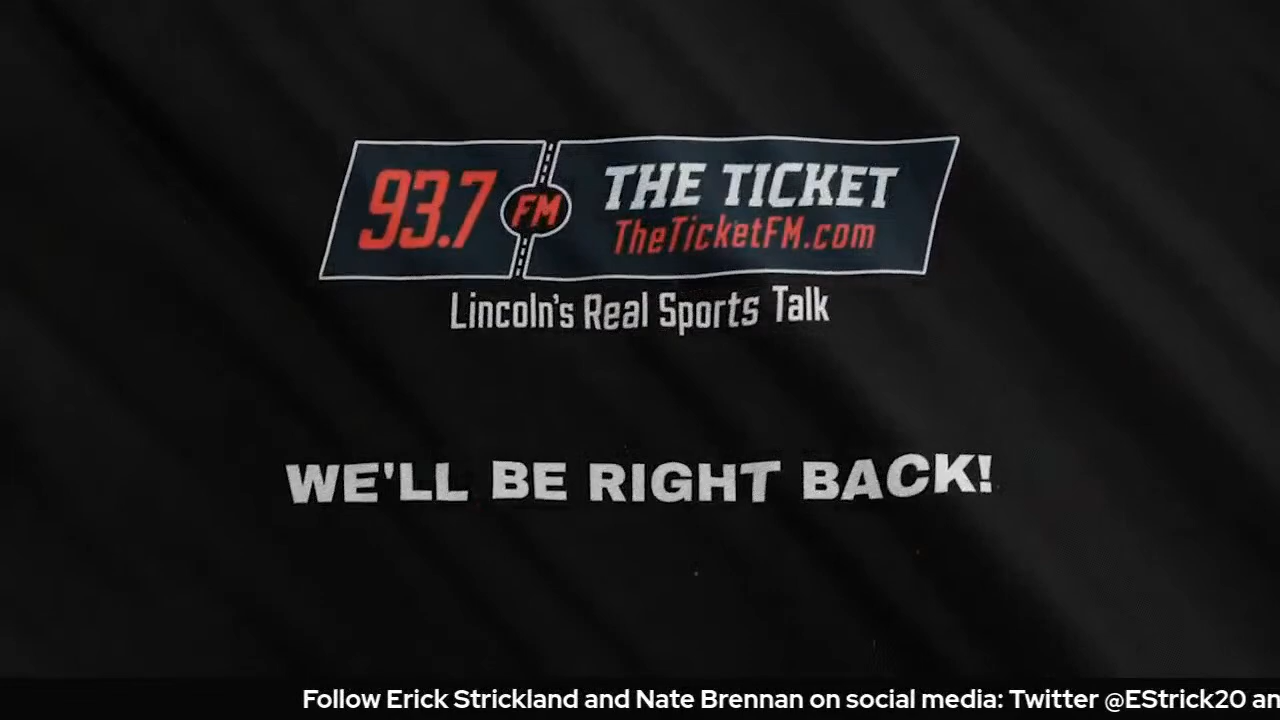 93.7 FM THE TICKET
TheTicketFM.com
Lincoln's Real Sports Talk
WE'LL BE RIGHT BACK!
Follow Erick Strickland and Nate Brennan on social media: Twitter @EStrick20 an